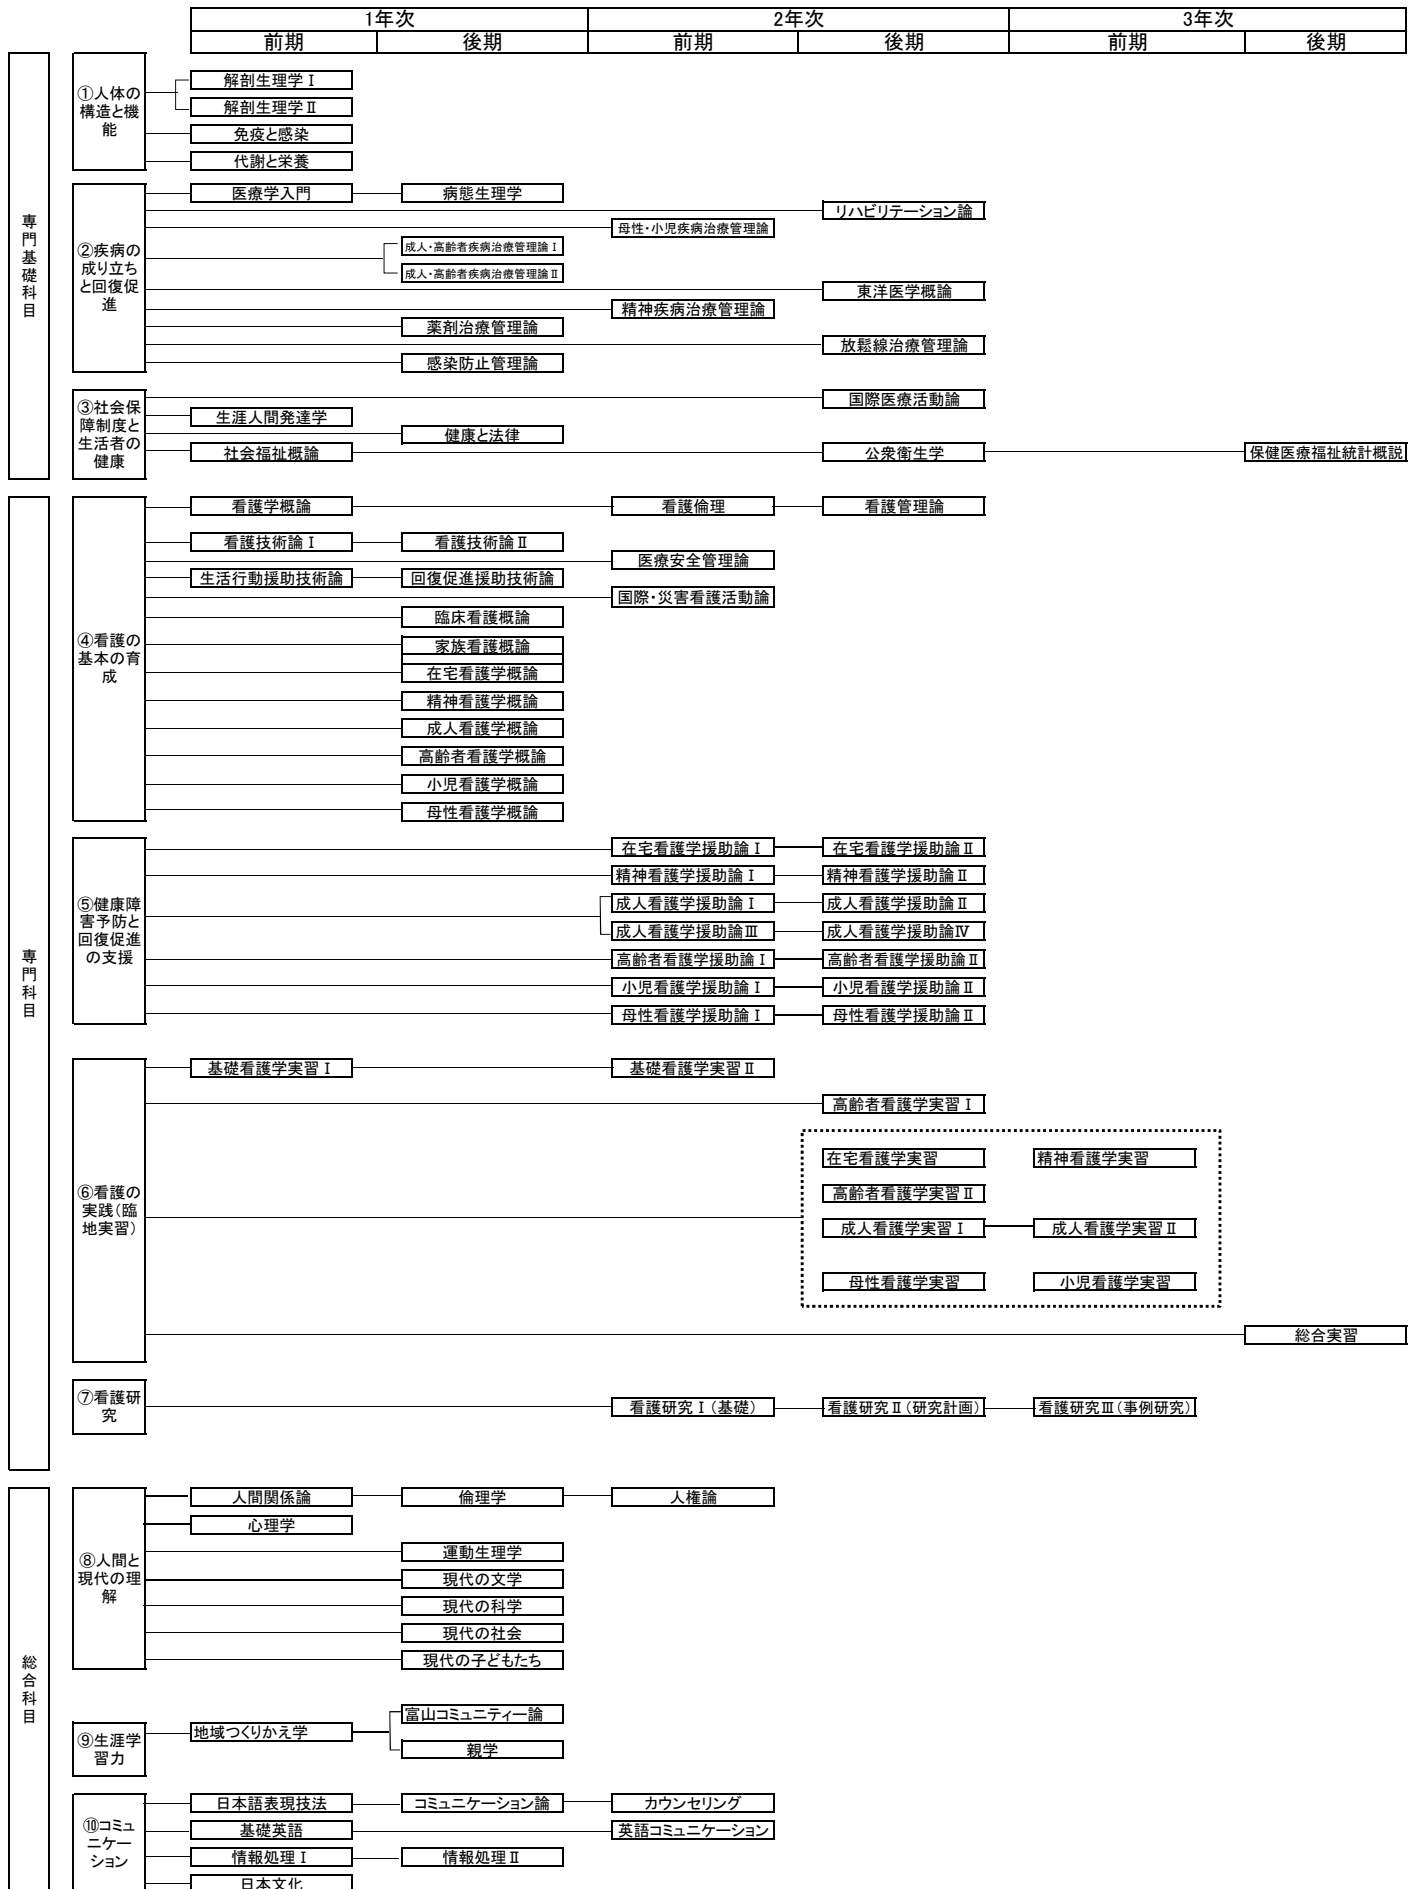 1年次 2年次 3年次
前期 後期 前期 後期 前期 後期
専門基礎科目
①人体の
構造と機
能
解剖生理学Ⅰ
解剖生理学Ⅱ
免疫と感染
代謝と栄養
②疾病の
成り立ち
と回復促
進
医療学入門 病態生理学
リハビリテーション論
母性・小児疾病治療管理論
成人・高齢者疾病治療管理論Ⅰ
成人・高齢者疾病治療管理論Ⅱ
東洋医学概論
精神疾病治療管理論
薬剤治療管理論
放鬆線治療管理論
感染防止管理論
③社会保
障制度と
生活者の
健康
国際医療活動論
生涯人間発達学
健康と法律
社会福祉概論 公衆衛生学 保健医療福祉統計概説
専門科目
④看護の
基本の育
成
看護学概論 看護倫理 看護管理論
看護技術論Ⅰ 看護技術論Ⅱ
医療安全管理論
生活行動援助技術論 回復促進援助技術論
国際・災害看護活動論
臨床看護概論
家族看護概論
在宅看護学概論
精神看護学概論
成人看護学概論
高齢者看護学概論
小児看護学概論
母性看護学概論
⑤健康障
害予防と
回復促進
の支援
在宅看護学援助論Ⅰ 在宅看護学援助論Ⅱ
精神看護学援助論Ⅰ 精神看護学援助論Ⅱ
成人看護学援助論Ⅰ 成人看護学援助論Ⅱ
成人看護学援助論Ⅲ 成人看護学援助論Ⅳ
高齢者看護学援助論Ⅰ 高齢者看護学援助論Ⅱ
小児看護学援助論Ⅰ 小児看護学援助論Ⅱ
母性看護学援助論Ⅰ 母性看護学援助論Ⅱ
⑥看護の
実践（臨
地実習）
基礎看護学実習Ⅰ 基礎看護学実習Ⅱ
高齢者看護学実習Ⅰ
在宅看護学実習 精神看護学実習
高齢者看護学実習Ⅱ
成人看護学実習Ⅰ 成人看護学実習Ⅱ
母性看護学実習 小児看護学実習
総合実習
⑦看護研
究
看護研究Ⅰ（基礎） 看護研究Ⅱ（研究計画） 看護研究Ⅲ（事例研究）
総合科目
⑧人間と
現代の理
解
人間関係論 倫理学 人権論
心理学
運動生理学
現代の文学
現代の科学
現代の社会
現代の子どもたち
⑨生涯学
習力
富山コミュニティー論
地域つくりかえ学
親学
⑩コミュ
ニケー
ション
日本語表現技法 コミュニケーション論 カウンセリング
基礎英語 英語コミュニケーション
情報処理Ⅰ 情報処理Ⅱ
日本文化